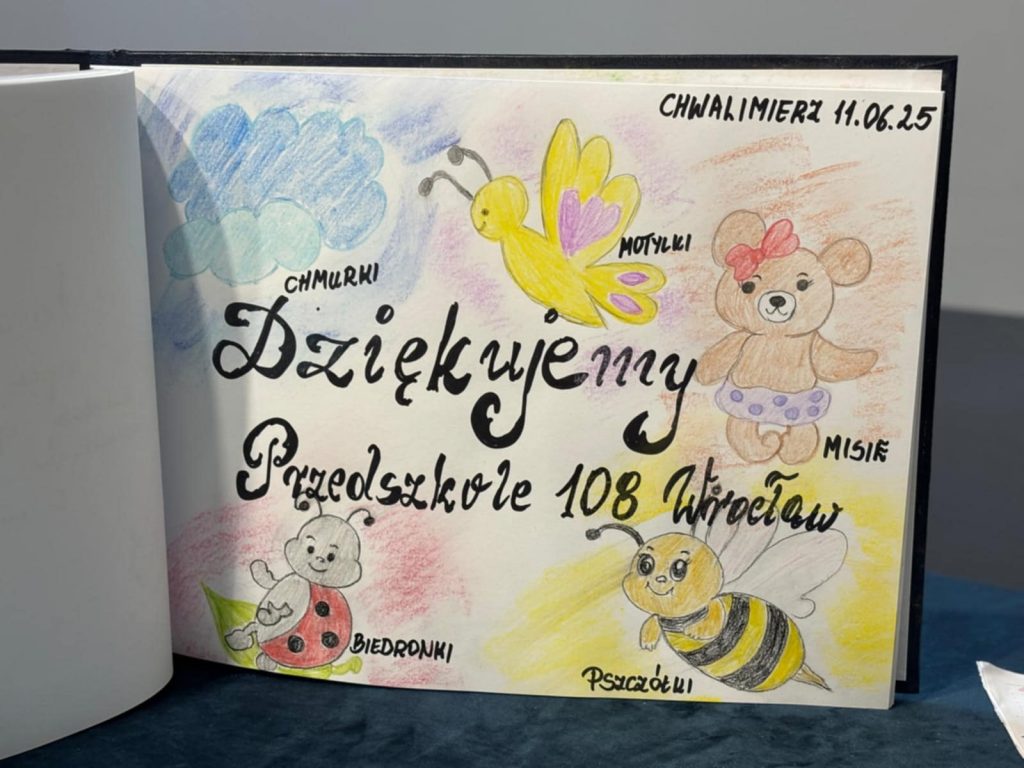 CHWALIMIERZ 11.06.25
MOTYLKI
CHMURKI
Dziękujemy
MISIE
Przedszkole 108 Wrocław
BIEDRONKI
PSZCZÓŁKI